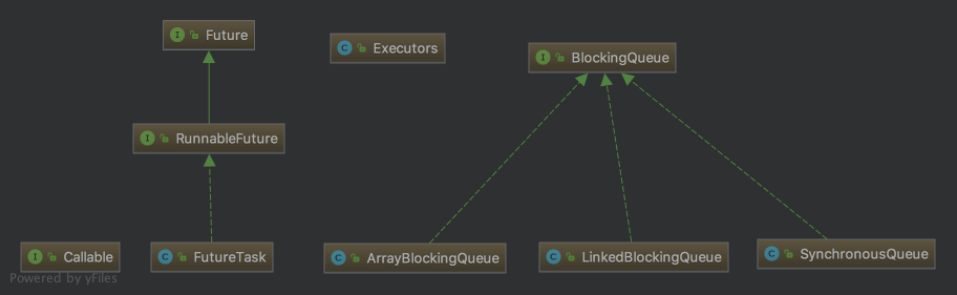 I Future
C Executors
I BlockingQueue
I RunnableFuture
I Callable
C FutureTask
C ArrayBlockingQueue
C LinkedBlockingQueue
C SynchronousQueue
Powered by yFiles